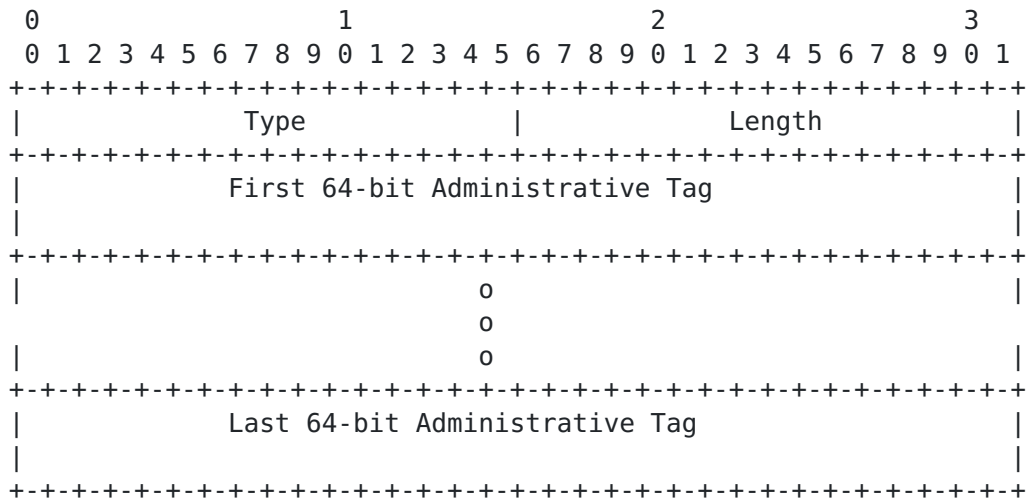 0                   1                   2                   3
 0 1 2 3 4 5 6 7 8 9 0 1 2 3 4 5 6 7 8 9 0 1 2 3 4 5 6 7 8 9 0 1
+-+-+-+-+-+-+-+-+-+-+-+-+-+-+-+-+-+-+-+-+-+-+-+-+-+-+-+-+-+-+-+-+
|              Type             |             Length            |
+-+-+-+-+-+-+-+-+-+-+-+-+-+-+-+-+-+-+-+-+-+-+-+-+-+-+-+-+-+-+-+-+
|             First 64-bit Administrative Tag                   |
|                                                               |
+-+-+-+-+-+-+-+-+-+-+-+-+-+-+-+-+-+-+-+-+-+-+-+-+-+-+-+-+-+-+-+-+
|                             o                                 |
                              o
|                             o                                 |
+-+-+-+-+-+-+-+-+-+-+-+-+-+-+-+-+-+-+-+-+-+-+-+-+-+-+-+-+-+-+-+-+
|             Last 64-bit Administrative Tag                    |
|                                                               |
+-+-+-+-+-+-+-+-+-+-+-+-+-+-+-+-+-+-+-+-+-+-+-+-+-+-+-+-+-+-+-+-+